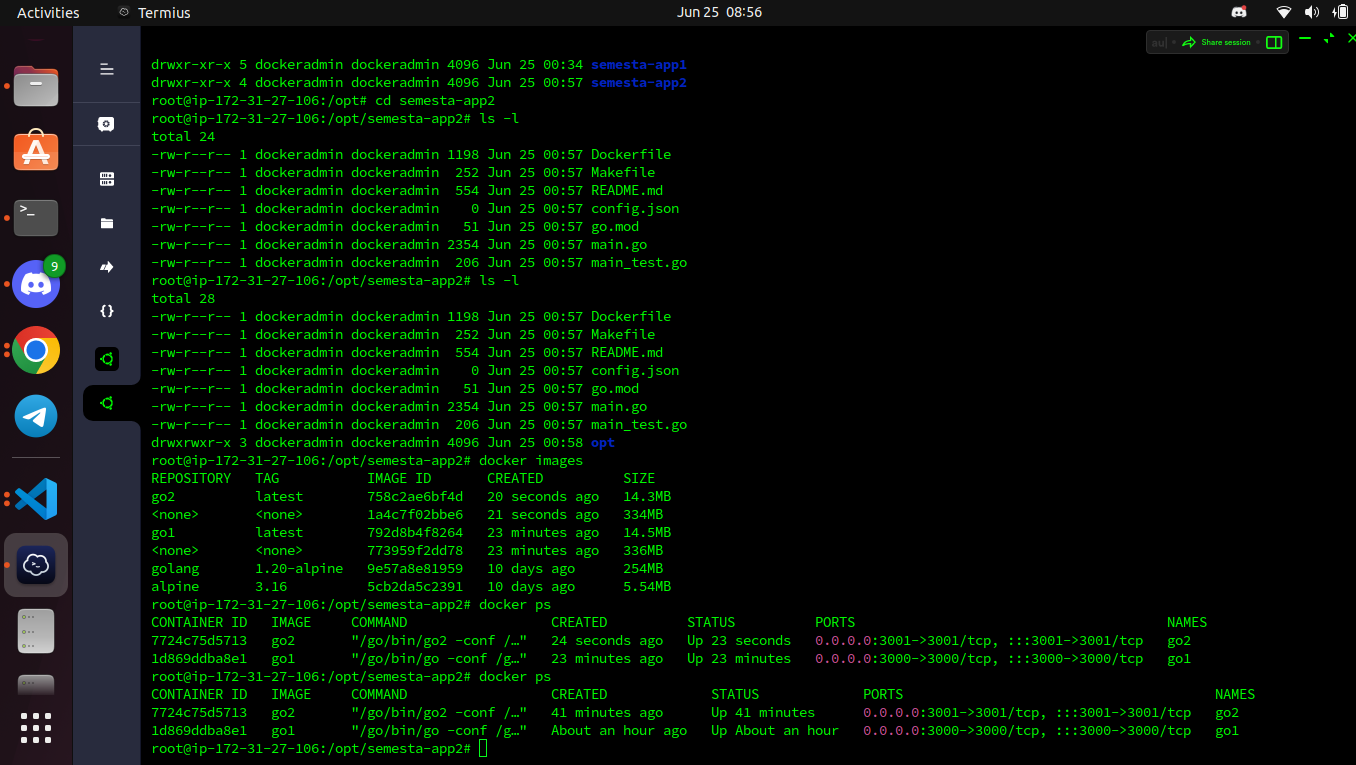 Activities Termius Jun 25 08:56
Share session
drwxr-xr-x 5 dockeradmin dockeradmin 4096 Jun 25 00:34 semesta-app1
drwxr-xr-x 4 dockeradmin dockeradmin 4096 Jun 25 00:57 semesta-app2
root@ip-172-31-27-106:/opt# cd semesta-app2
root@ip-172-31-27-106:/opt/semesta-app2# ls -l
total 24
-rw-r--r-- 1 dockeradmin dockeradmin 1198 Jun 25 00:57 Dockerfile
-rw-r--r-- 1 dockeradmin dockeradmin  252 Jun 25 00:57 Makefile
-rw-r--r-- 1 dockeradmin dockeradmin  554 Jun 25 00:57 README.md
-rw-r--r-- 1 dockeradmin dockeradmin    0 Jun 25 00:57 config.json
-rw-r--r-- 1 dockeradmin dockeradmin   51 Jun 25 00:57 go.mod
-rw-r--r-- 1 dockeradmin dockeradmin 2354 Jun 25 00:57 main.go
-rw-r--r-- 1 dockeradmin dockeradmin  206 Jun 25 00:57 main_test.go
root@ip-172-31-27-106:/opt/semesta-app2# ls -l
total 28
-rw-r--r-- 1 dockeradmin dockeradmin 1198 Jun 25 00:57 Dockerfile
-rw-r--r-- 1 dockeradmin dockeradmin  252 Jun 25 00:57 Makefile
-rw-r--r-- 1 dockeradmin dockeradmin  554 Jun 25 00:57 README.md
-rw-r--r-- 1 dockeradmin dockeradmin    0 Jun 25 00:57 config.json
-rw-r--r-- 1 dockeradmin dockeradmin   51 Jun 25 00:57 go.mod
-rw-r--r-- 1 dockeradmin dockeradmin 2354 Jun 25 00:57 main.go
-rw-r--r-- 1 dockeradmin dockeradmin  206 Jun 25 00:57 main_test.go
drwxrwxr-x 3 dockeradmin dockeradmin 4096 Jun 25 00:58 opt
root@ip-172-31-27-106:/opt/semesta-app2# docker images
REPOSITORY   TAG           IMAGE ID       CREATED          SIZE
go2          latest        758c2ae6bf4d   20 seconds ago   14.3MB
<none>       <none>        1a4c7f02bbe6   21 seconds ago   334MB
go1          latest        792d8b4f8264   23 minutes ago   14.5MB
<none>       <none>        773959f2dd78   23 minutes ago   336MB
golang       1.20-alpine   9e57a8e81959   10 days ago      254MB
alpine       3.16          5cb2da5c2391   10 days ago      5.54MB
root@ip-172-31-27-106:/opt/semesta-app2# docker ps
CONTAINER ID   IMAGE     COMMAND                  CREATED          STATUS          PORTS                                       NAMES
7724c75d5713   go2       "/go/bin/go2 -conf /…"   24 seconds ago   Up 23 seconds   0.0.0.0:3001->3001/tcp, :::3001->3001/tcp   go2
1d869ddba8e1   go1       "/go/bin/go -conf /g…"   23 minutes ago   Up 23 minutes   0.0.0.0:3000->3000/tcp, :::3000->3000/tcp   go1
root@ip-172-31-27-106:/opt/semesta-app2# docker ps
CONTAINER ID   IMAGE     COMMAND                  CREATED             STATUS             PORTS                                       NAMES
7724c75d5713   go2       "/go/bin/go2 -conf /…"   41 minutes ago      Up 41 minutes      0.0.0.0:3001->3001/tcp, :::3001->3001/tcp   go2
1d869ddba8e1   go1       "/go/bin/go -conf /g…"   About an hour ago   Up About an hour   0.0.0.0:3000->3000/tcp, :::3000->3000/tcp   go1
root@ip-172-31-27-106:/opt/semesta-app2#
9